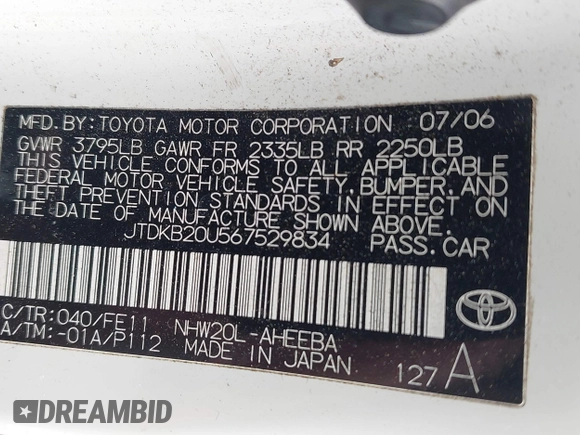 MFD.BY:TOYOTA MOTOR CORPORATION 07/06
GVWR 3795LB GAWR FR 2335LB RR 2250LB
THIS VEHICLE CONFORMS TO ALL APPLICABLE
FEDERAL MOTOR VEHICLE SAFETY, BUMPER, AND
THEFT PREVENTION STANDARDS IN EFFECT ON
THE DATE OF MANUFACTURE SHOWN ABOVE.
JTDKB20U567529834 PASS.CAR
C/TR:040/FE11 NHW20L-AHEEBA
A/TM:-01A/P112 MADE IN JAPAN
127 A
DREAMBID